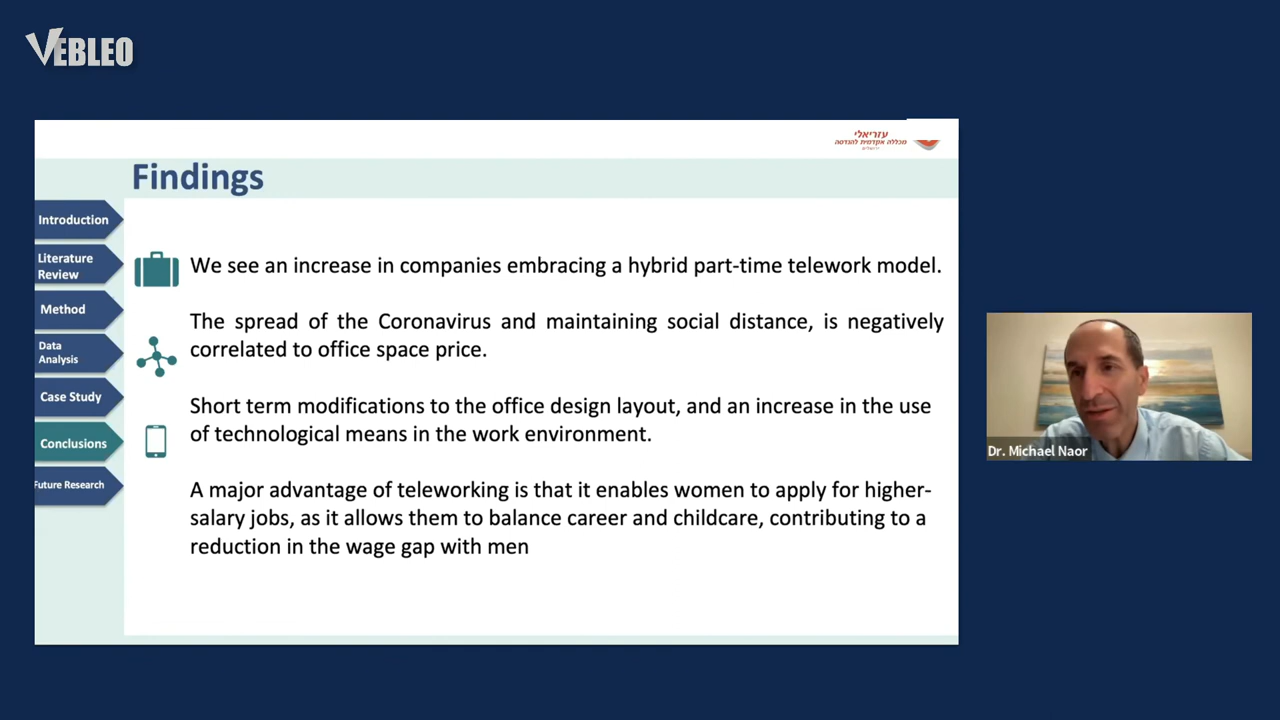 VEBLEO
עזריאלי
מכללה אקדמית להנדסה
ירושלים
Findings
Introduction
Literature
Review
Method
Data
Analysis
Case Study
Conclusions
Future Research
We see an increase in companies embracing a hybrid part-time telework model.
The spread of the Coronavirus and maintaining social distance, is negatively
correlated to office space price.
Short term modifications to the office design layout, and an increase in the use
of technological means in the work environment.
A major advantage of teleworking is that it enables women to apply for higher-
salary jobs, as it allows them to balance career and childcare, contributing to a
reduction in the wage gap with men
Dr. Michael Naor